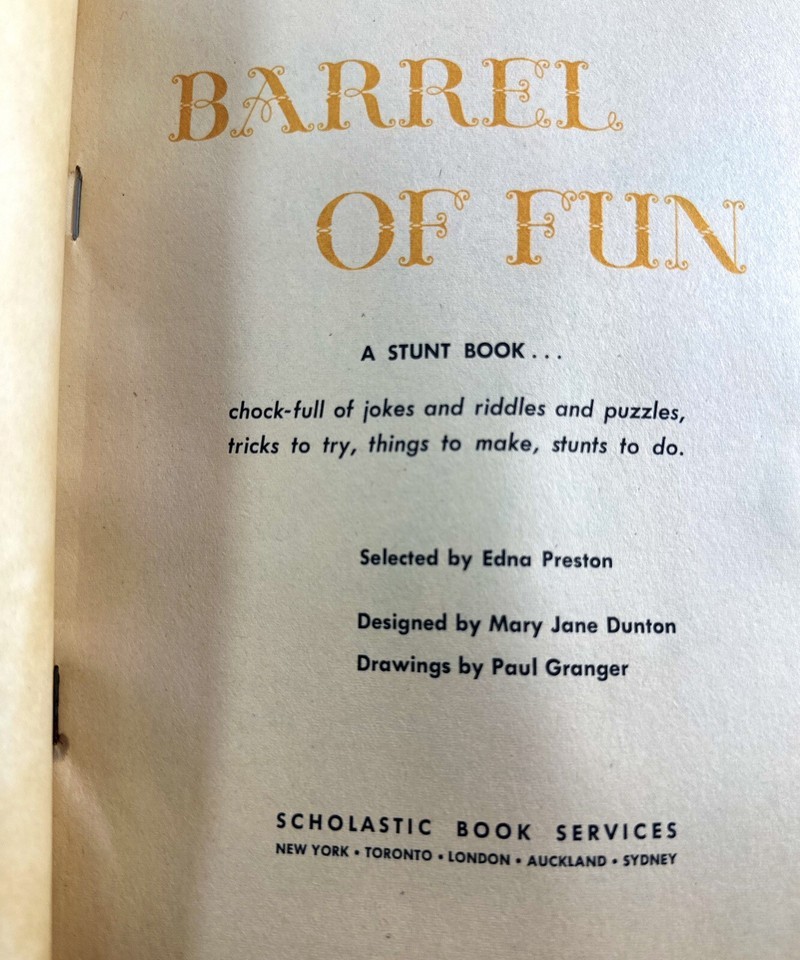 BARREL
OF FUN
A STUNT BOOK...
chock-full of jokes and riddles and puzzles,
tricks to try, things to make, stunts to do.
Selected by Edna Preston
Designed by Mary Jane Dunton
Drawings by Paul Granger
SCHOLASTIC BOOK SERVICES
NEW YORK • TORONTO • LONDON • AUCKLAND • SYDNEY